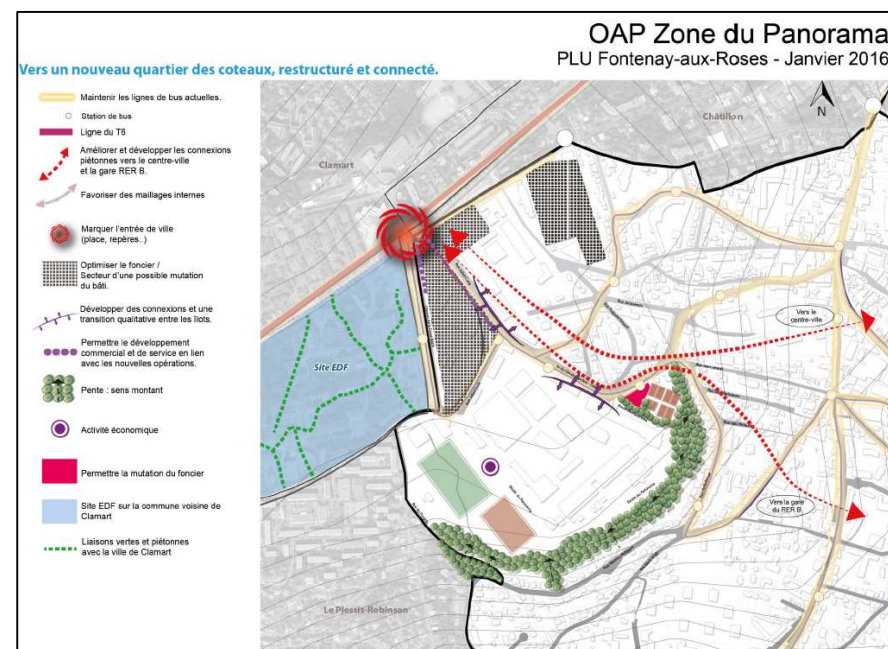 OAP Zone du Panorama
PLU Fontenay-aux-Roses - Janvier 2016
Vers un nouveau quartier des coteaux, restructuré et connecté.
Maintenir les lignes de bus actuelles.
Station de bus
Ligne du T6
Améliorer et développer les connexions
piétonnes vers le centre-ville
et la gare RER B.
Favoriser des maillages internes
Marquer l'entrée de ville
(place, repères..)
Optimiser le foncier /
Secteur d'une possible mutation
du bâti.
Développer des connexions et une
transition qualitative entre les îlots.
Permettre le développement
commercial et de service en lien
avec les nouvelles opérations.
Pente : sens montant
Activité économique
Permettre la mutation du foncier
Site EDF sur la commune voisine de
Clamart
Liaisons vertes et piétonnes
avec la ville de Clamart
N
Châtillon
Clamart
Site EDF
Vers le
centre-ville
Vers la gare
du RER B.
Le Plessis-Robinson